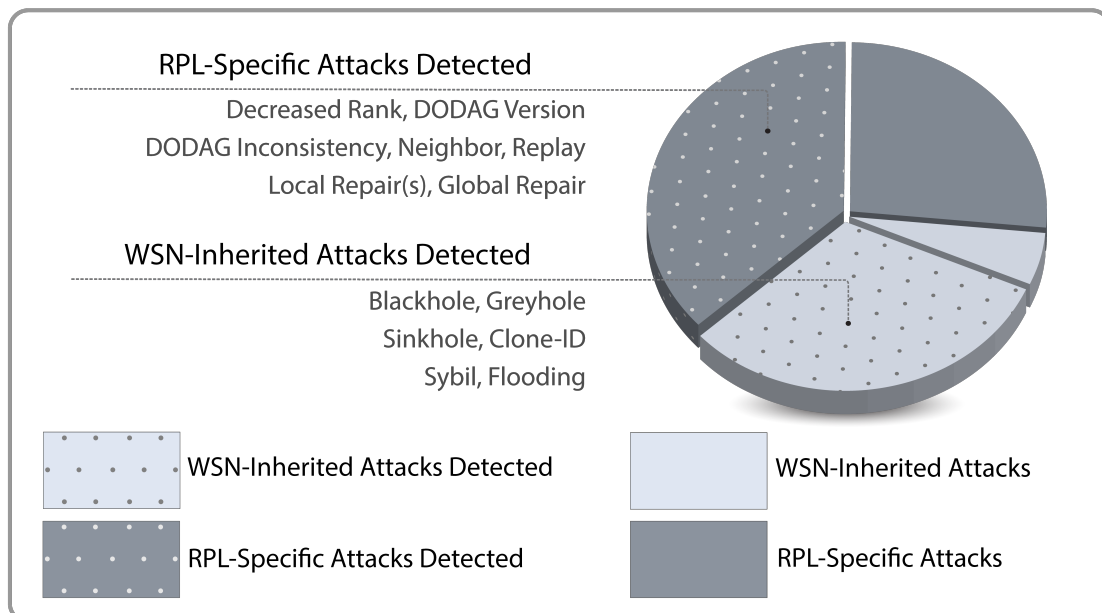 RPL-Specific Attacks Detected
Decreased Rank, DODAG Version
DODAG Inconsistency, Neighbor, Replay
Local Repair(s), Global Repair
WSN-Inherited Attacks Detected
Blackhole, Greyhole
Sinkhole, Clone-ID
Sybil, Flooding
WSN-Inherited Attacks Detected
WSN-Inherited Attacks
RPL-Specific Attacks Detected
RPL-Specific Attacks